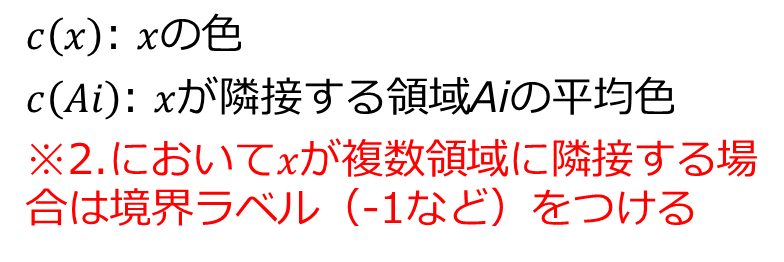 c(x): xの色
c(Ai): xが隣接する領域Aiの平均色
※2.においてxが複数領域に隣接する場
合は境界ラベル（-1など）をつける